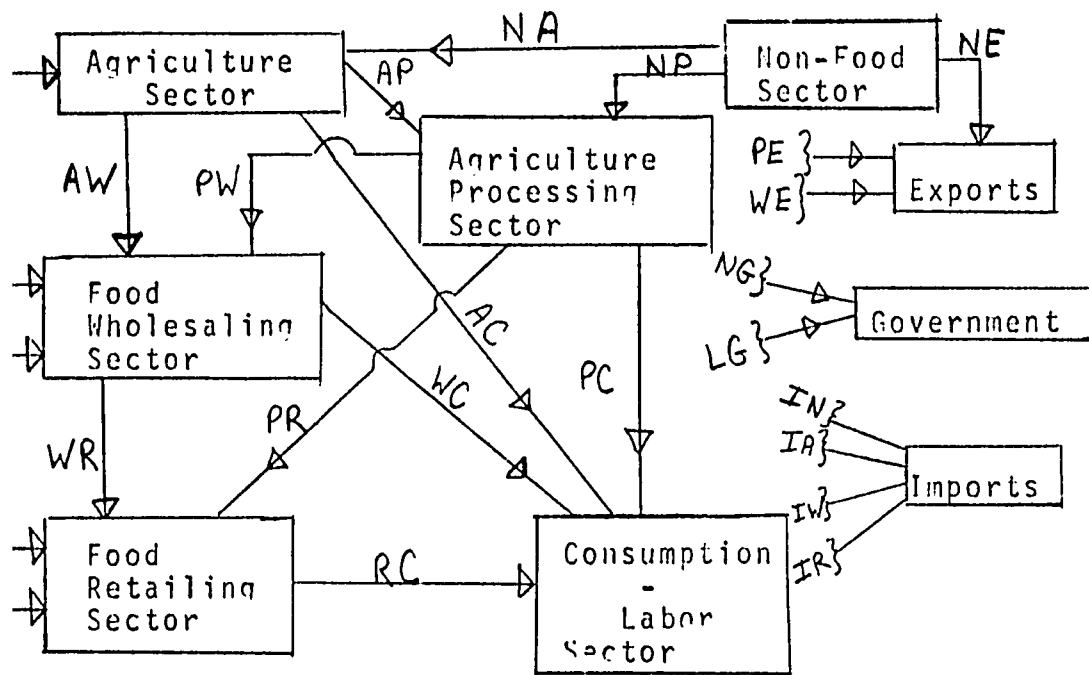 NA
NE
Agriculture
Sector
AP
NP
Non-Food
Sector
AW
PW
Agriculture
Processing
Sector
PE}
WE}
Exports
Food
Wholesaling
Sector
AC
NG}
LG}
Government
WC
PC
PR
WR
IN}
IA}
IW}
IR}
Imports
Food
Retailing
Sector
RC
Consumption
-
Labor
Sector